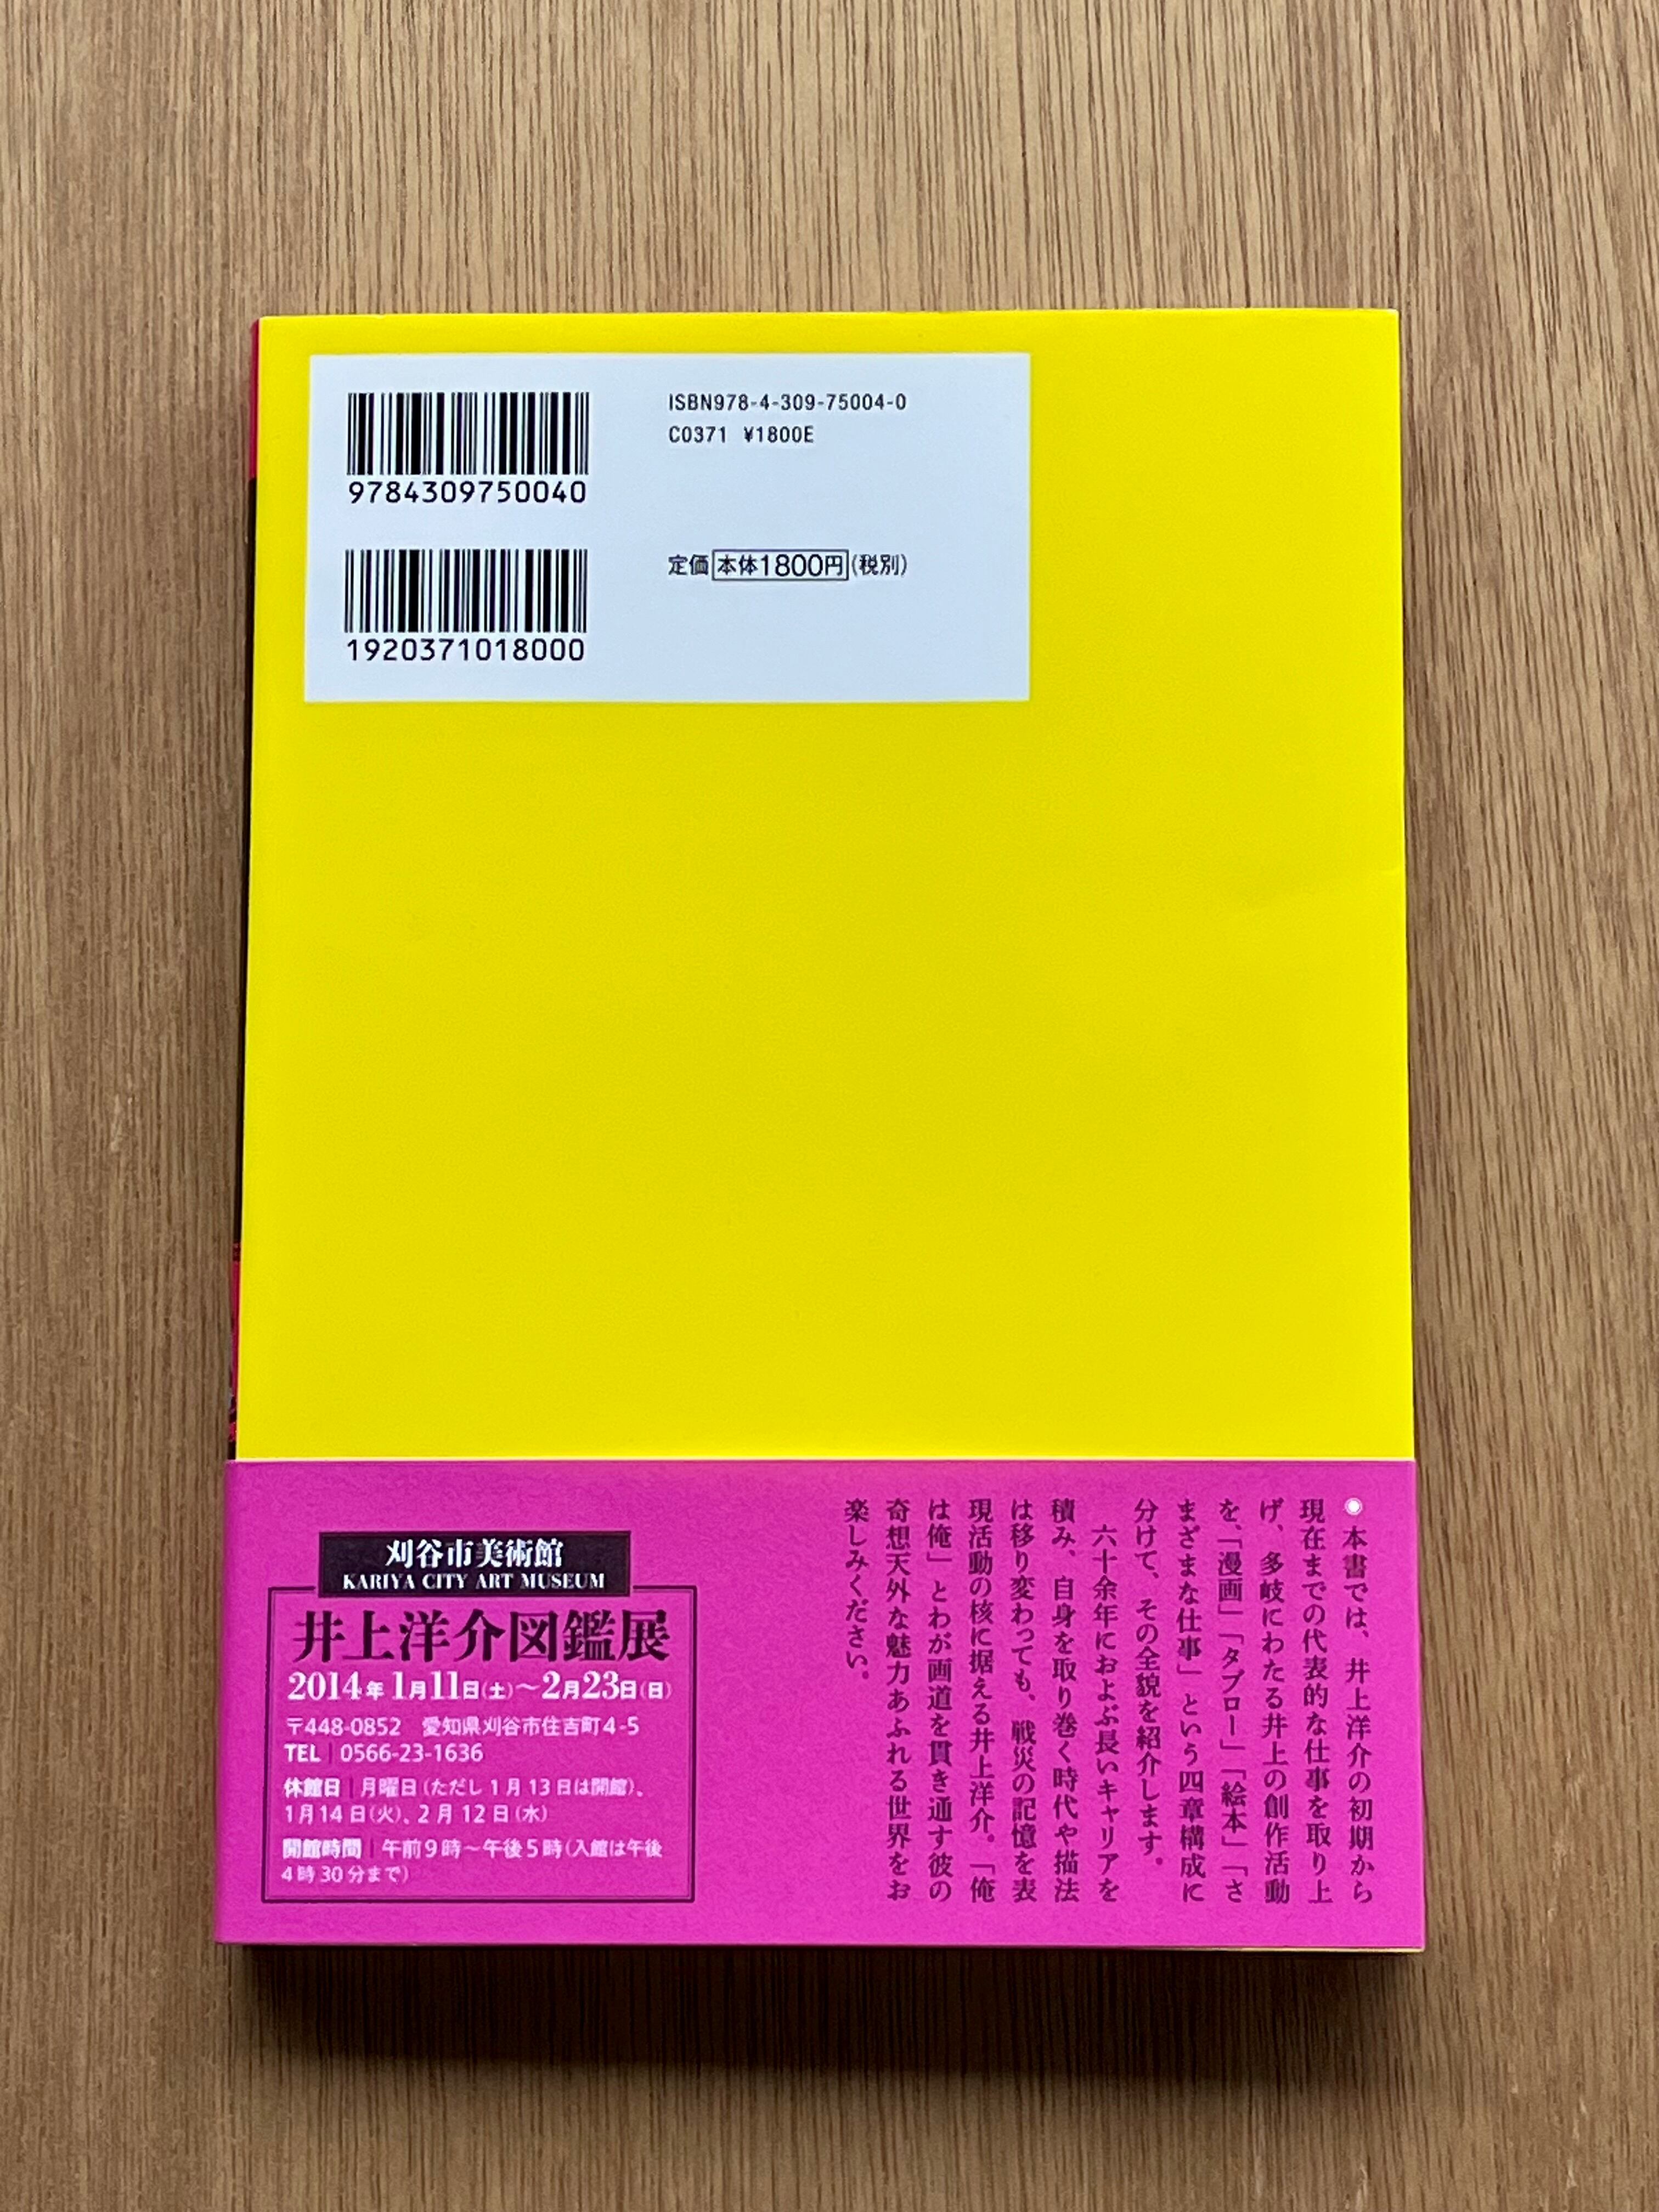 9784309750040
ISBN978-4-309-75004-0
C0371 ¥1800E
1920371018000
定価 本体1800円(税別)
◉本書では、井上洋介の初期から
現在までの代表的な仕事を取り上
げ、多岐にわたる井上の創作活動
を、「漫画」「タブロー」「絵本」「さ
まざまな仕事」という四章構成に
分けて、その全貌を紹介します。
六十余年におよぶ長いキャリアを
積み、自身を取り巻く時代や描法
は移り変わっても、戦災の記憶を表
現活動の核に据える井上洋介。「俺
は俺」とわが画道を貫き通す彼の
奇想天外な魅力あふれる世界をお
楽しみください。
刈谷市美術館
KARIYA CITY ART MUSEUM
井上洋介図鑑展
2014年1月11日(土)〜2月23日(日)
〒448-0852 愛知県刈谷市住吉町4-5
TEL|0566-23-1636
休館日|月曜日(ただし1月13日は開館)、
1月14日(火)、2月12日(水)
開館時間|午前9時〜午後5時(入館は午後
4時30分まで)